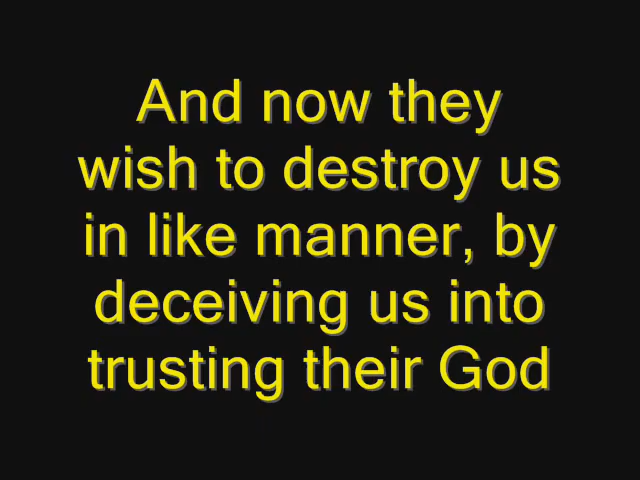 And now they
wish to destroy us
in like manner, by
deceiving us into
trusting their God